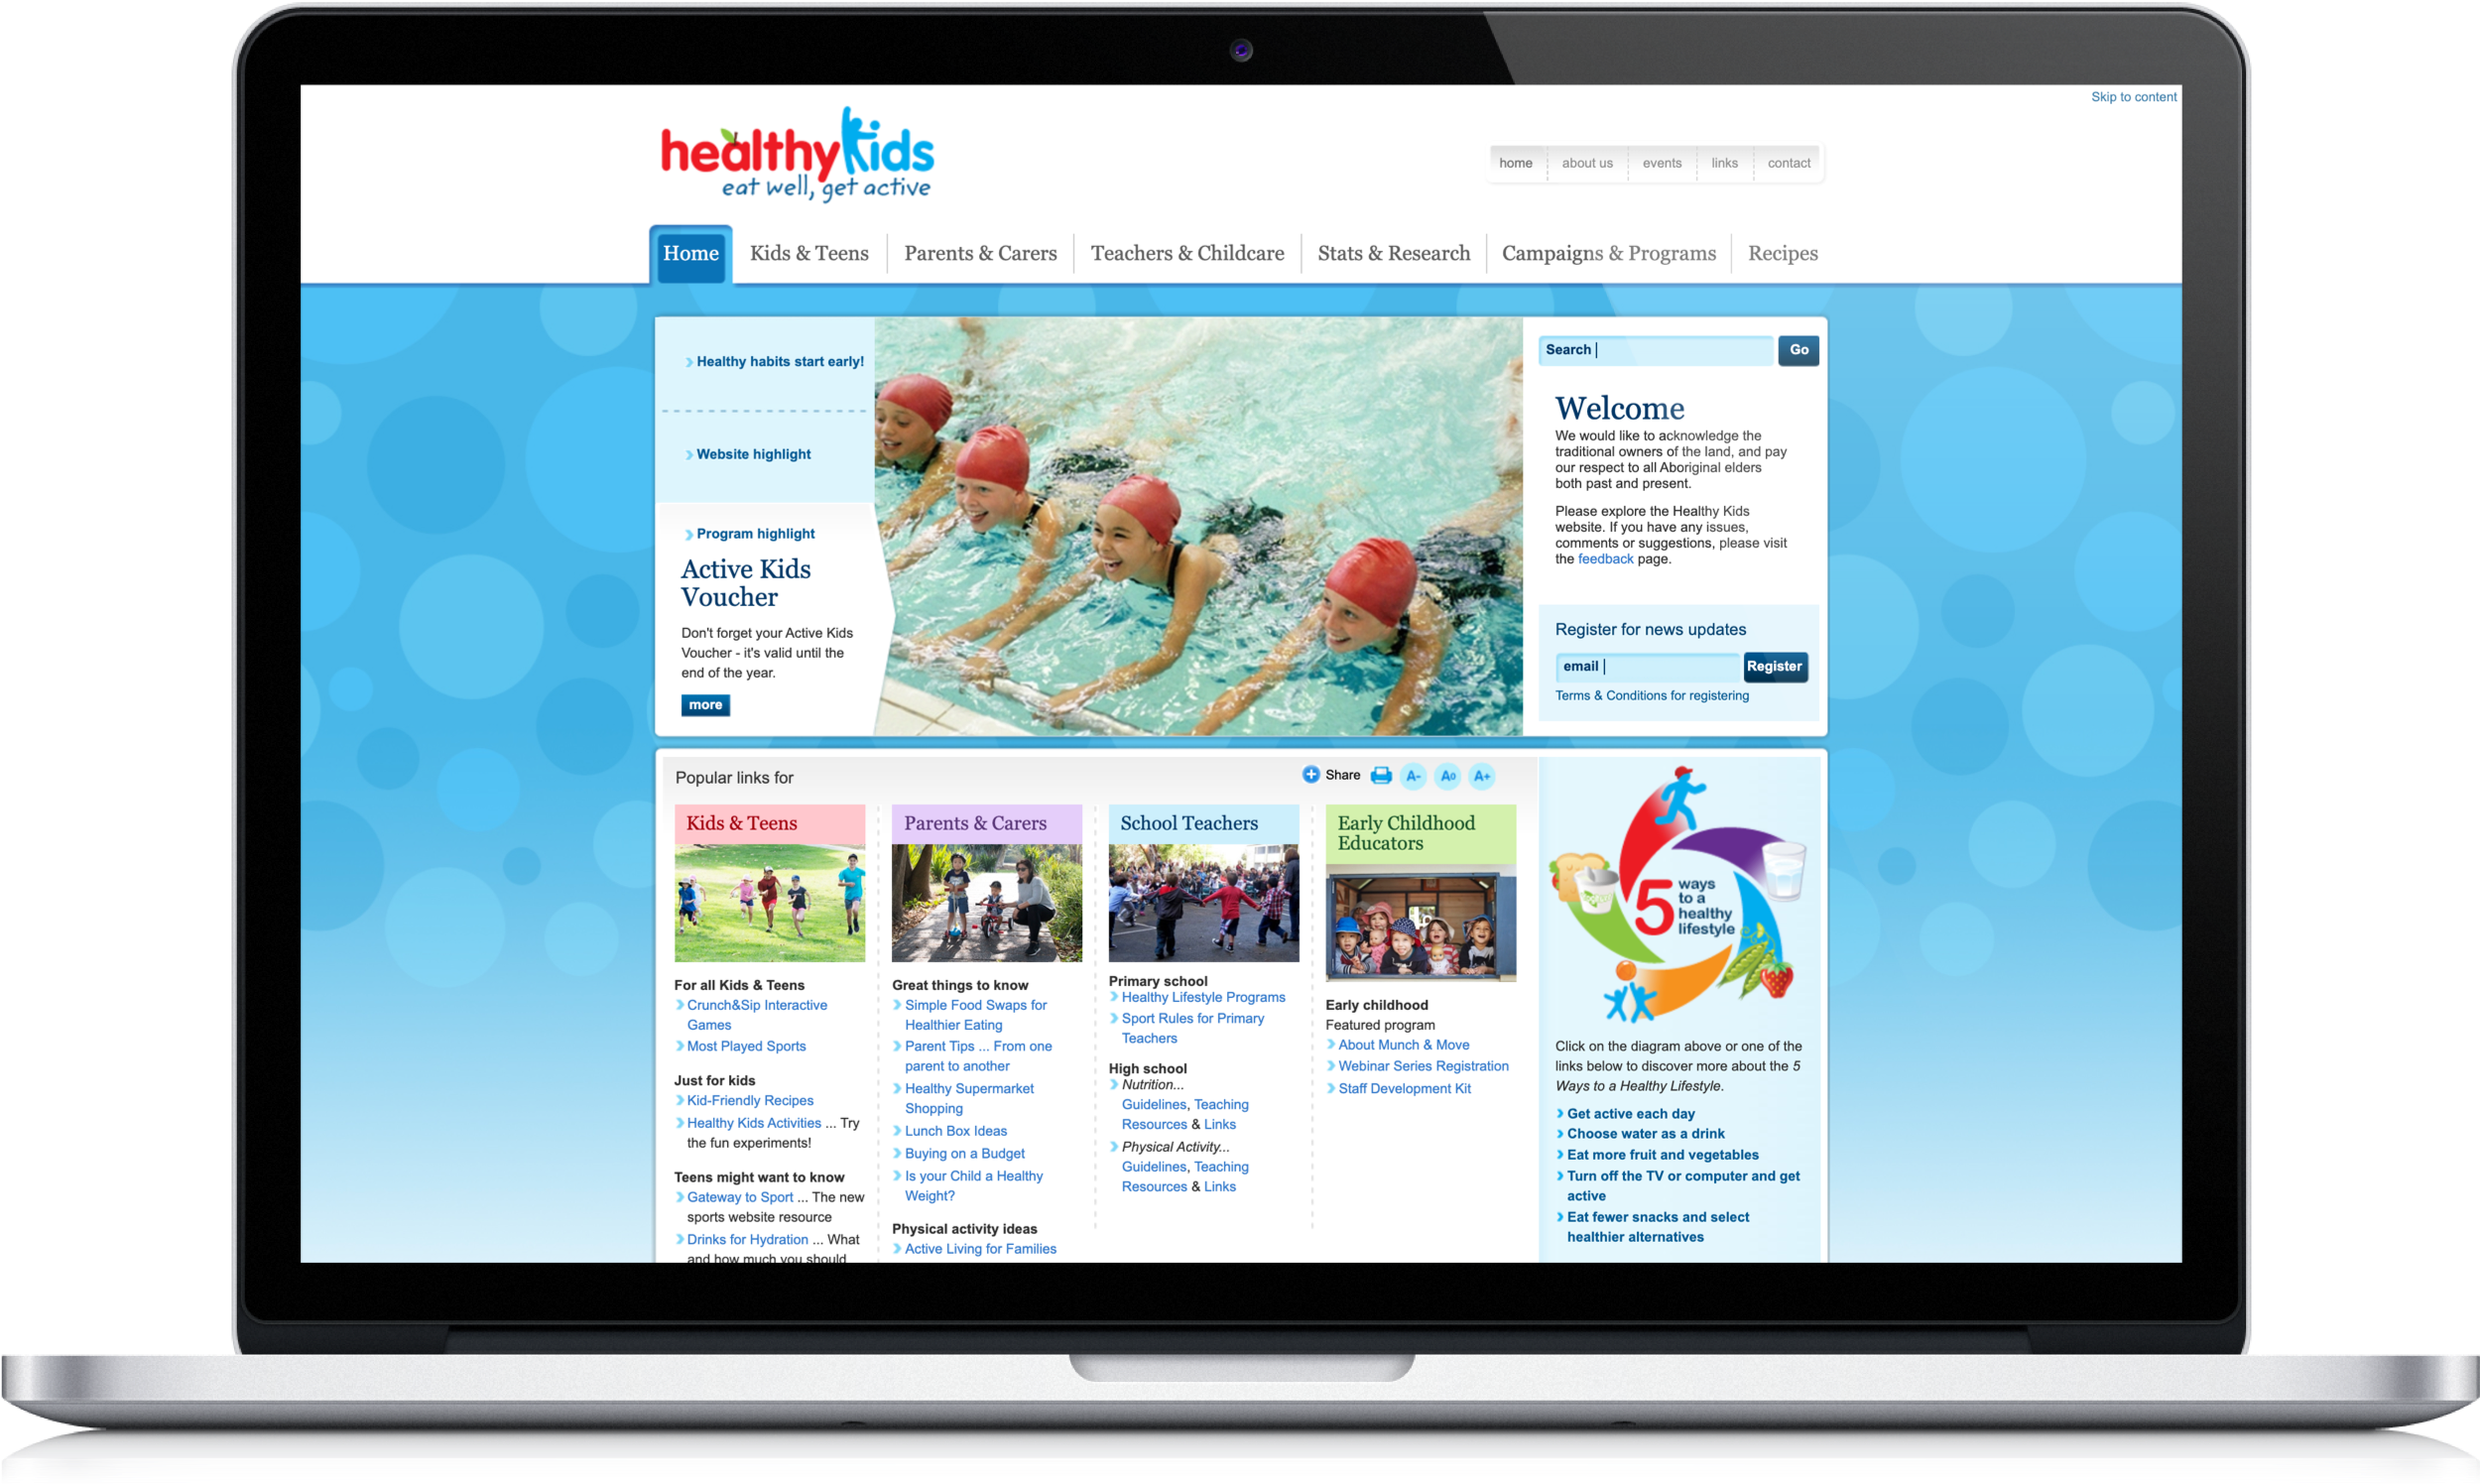 Skip to content
healthykids
eat well, get active
home about us events links contact
Home Kids & Teens Parents & Carers Teachers & Childcare Stats & Research Campaigns & Programs Recipes
Healthy habits start early!
Website highlight
Program highlight
Active Kids
Voucher
Don't forget your Active Kids
Voucher - it's valid until the
end of the year.
more
Search Go
Welcome
We would like to acknowledge the
traditional owners of the land, and pay
our respect to all Aboriginal elders
both past and present.
Please explore the Healthy Kids
website. If you have any issues,
comments or suggestions, please visit
the feedback page.
Register for news updates
email Register
Terms & Conditions for registering
Popular links for
Share A- A0 A+
Kids & Teens
For all Kids & Teens
Crunch&Sip Interactive
Games
Most Played Sports
Just for kids
Kid-Friendly Recipes
Healthy Kids Activities ... Try
the fun experiments!
Teens might want to know
Gateway to Sport ... The new
sports website resource
Drinks for Hydration ... What
and how much you should
Parents & Carers
Great things to know
Simple Food Swaps for
Healthier Eating
Parent Tips ... From one
parent to another
Healthy Supermarket
Shopping
Lunch Box Ideas
Buying on a Budget
Is your Child a Healthy
Weight?
Physical activity ideas
Active Living for Families
School Teachers
Primary school
Healthy Lifestyle Programs
Sport Rules for Primary
Teachers
High school
Nutrition...
Guidelines, Teaching
Resources & Links
Physical Activity...
Guidelines, Teaching
Resources & Links
Early Childhood
Educators
Early childhood
Featured program
About Munch & Move
Webinar Series Registration
Staff Development Kit
5 ways
to a
healthy
lifestyle
Click on the diagram above or one of the
links below to discover more about the 5
Ways to a Healthy Lifestyle.
Get active each day
Choose water as a drink
Eat more fruit and vegetables
Turn off the TV or computer and get
active
Eat fewer snacks and select
healthier alternatives